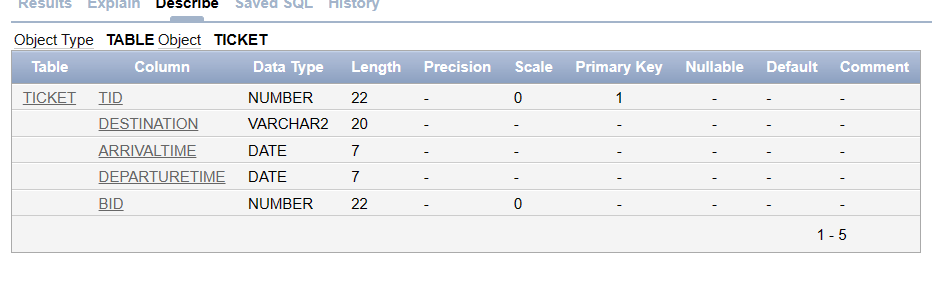 Results Explain Describe Saved SQL History
Object Type TABLE Object TICKET
Table Column Data Type Length Precision Scale Primary Key Nullable Default Comment
TICKET TID NUMBER 22 - 0 1 - - -
DESTINATION VARCHAR2 20 - - - - - -
ARRIVALTIME DATE 7 - - - - - -
DEPARTURETIME DATE 7 - - - - - -
BID NUMBER 22 - 0 - - - -
1 - 5